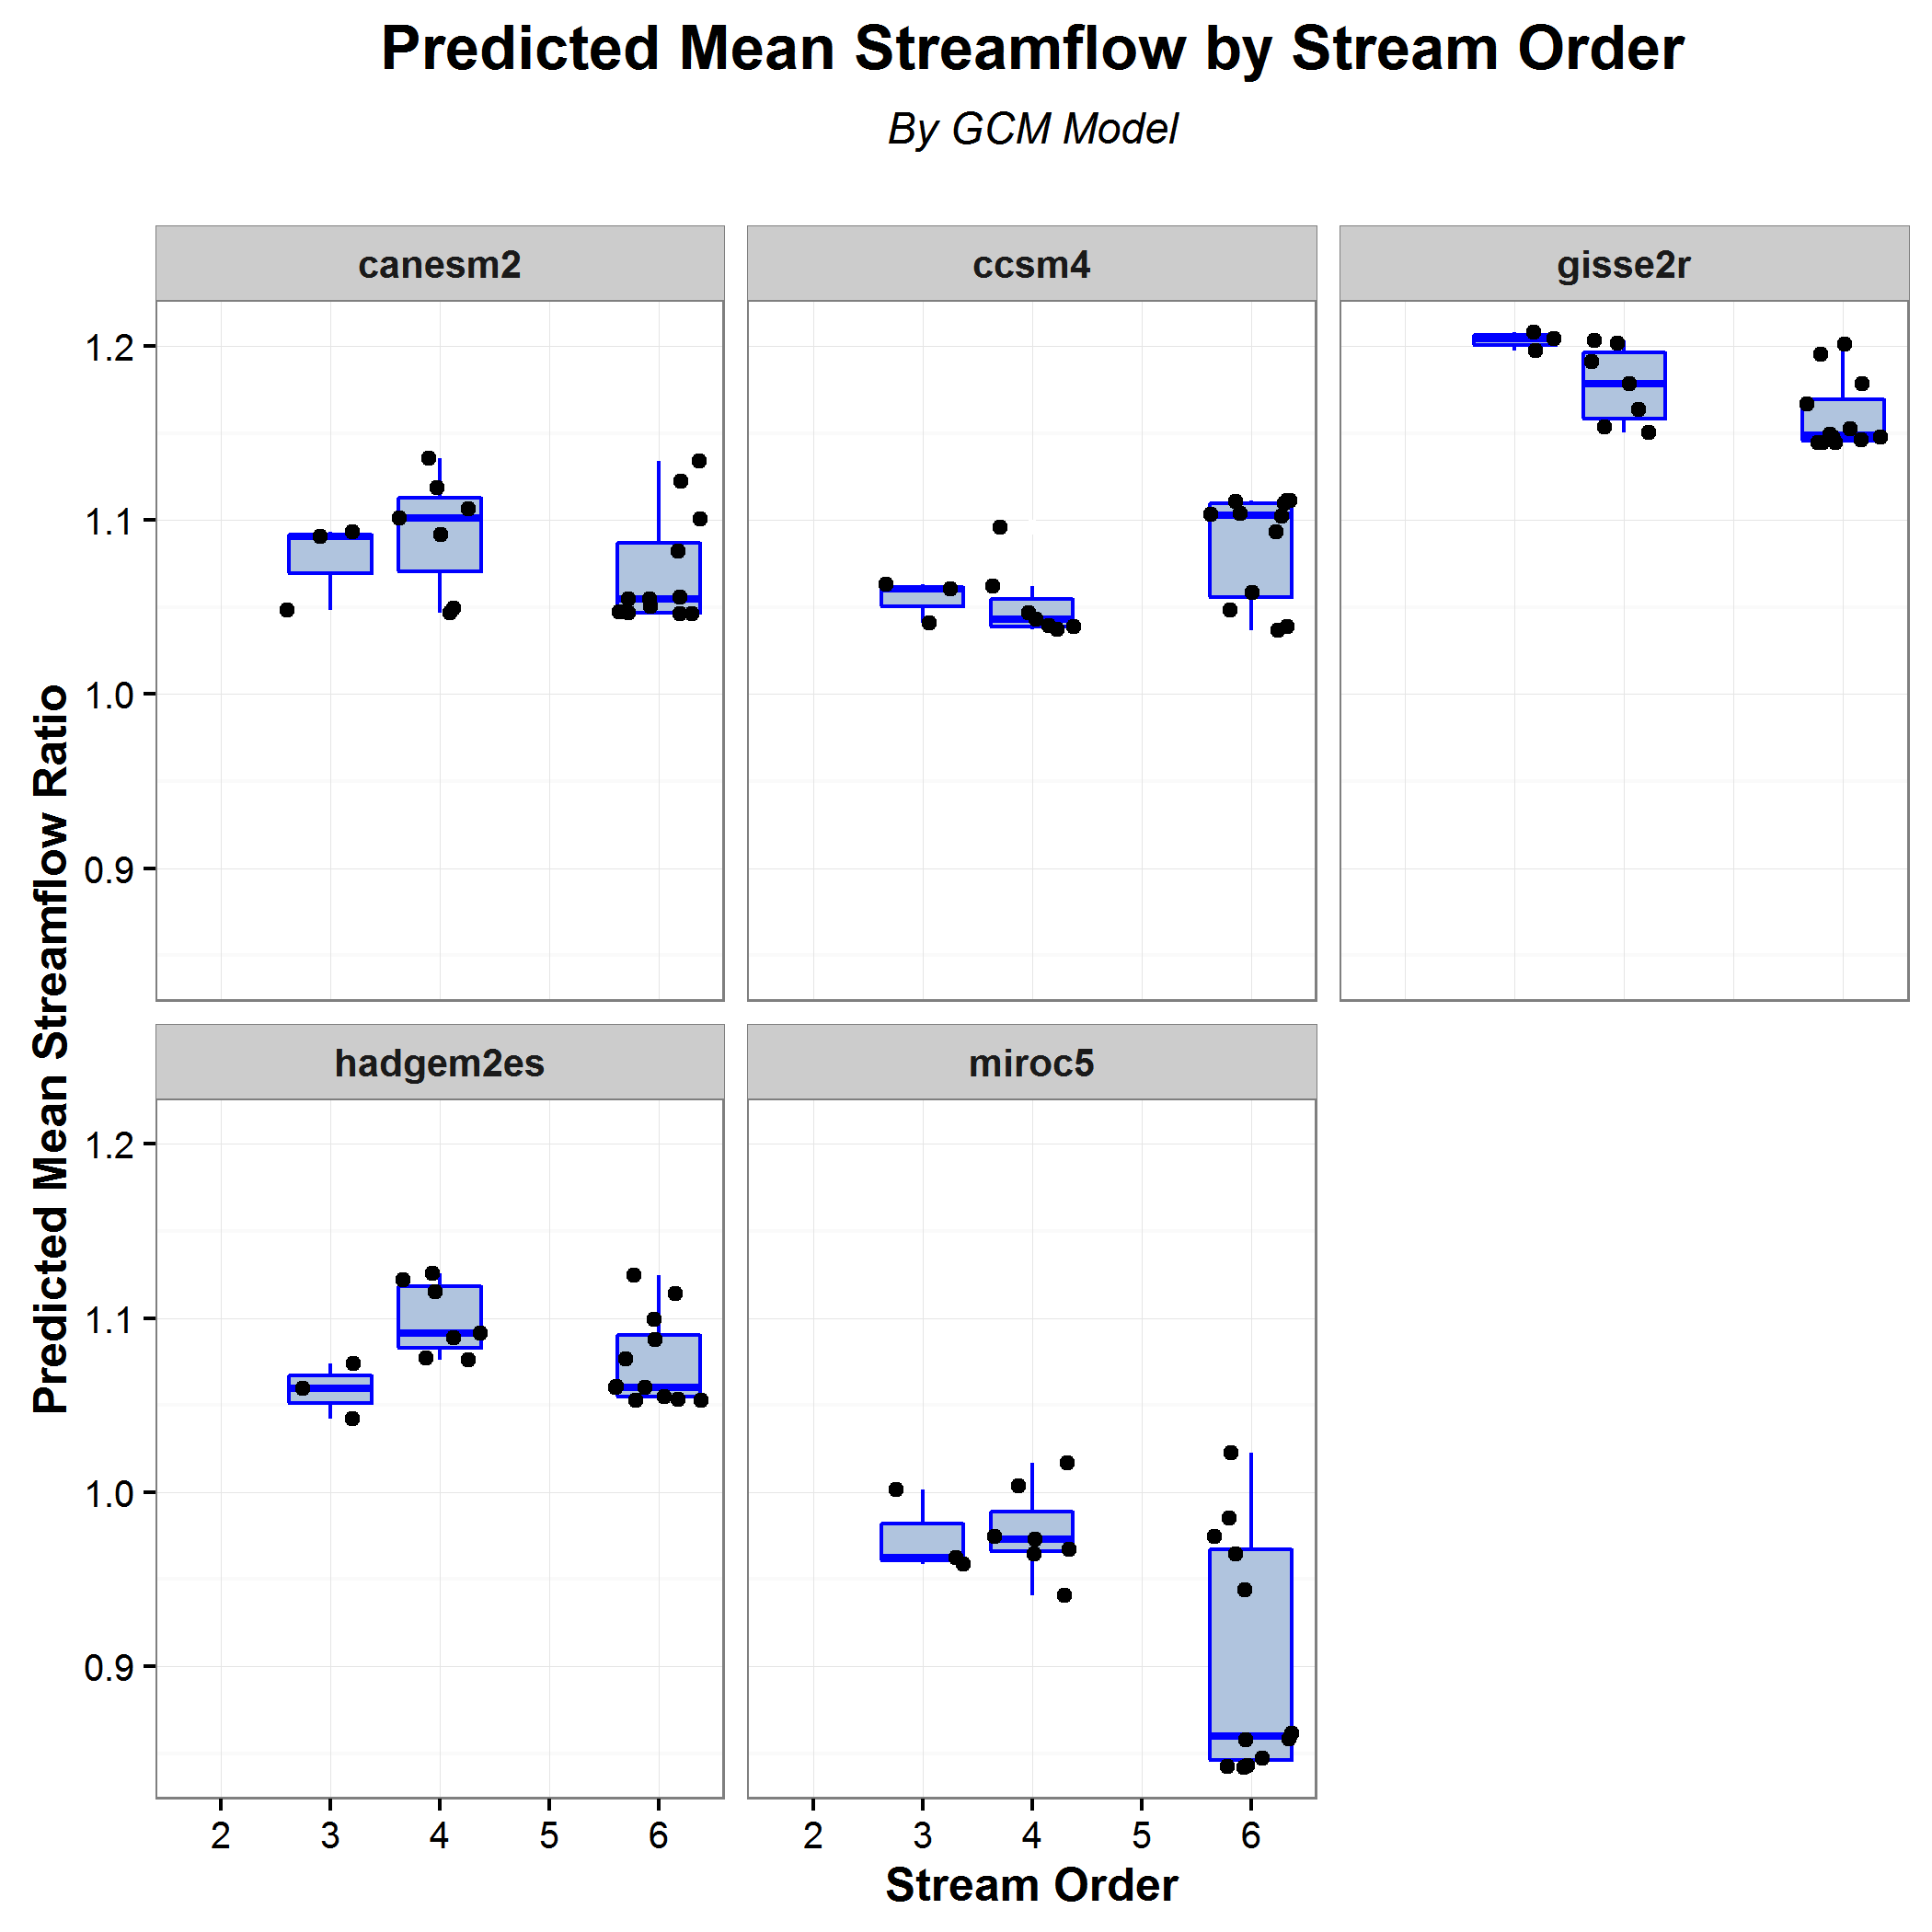 Predicted Mean Streamflow by Stream Order
By GCM Model
canesm2
ccsm4
gisse2r
1.2
1.1
1.0
0.9
Predicted Mean Streamflow Ratio
hadgem2es
miroc5
1.2
1.1
1.0
0.9
2 3 4 5 6
2 3 4 5 6
Stream Order